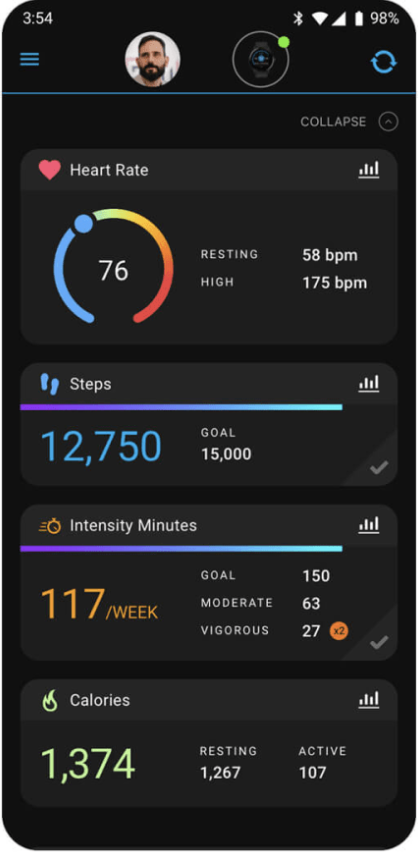 3:54 98%
COLLAPSE
Heart Rate
76
RESTING 58 bpm
HIGH 175 bpm
Steps
12,750
GOAL
15,000
Intensity Minutes
117/WEEK
GOAL 150
MODERATE 63
VIGOROUS 27 x2
Calories
1,374
RESTING ACTIVE
1,267 107